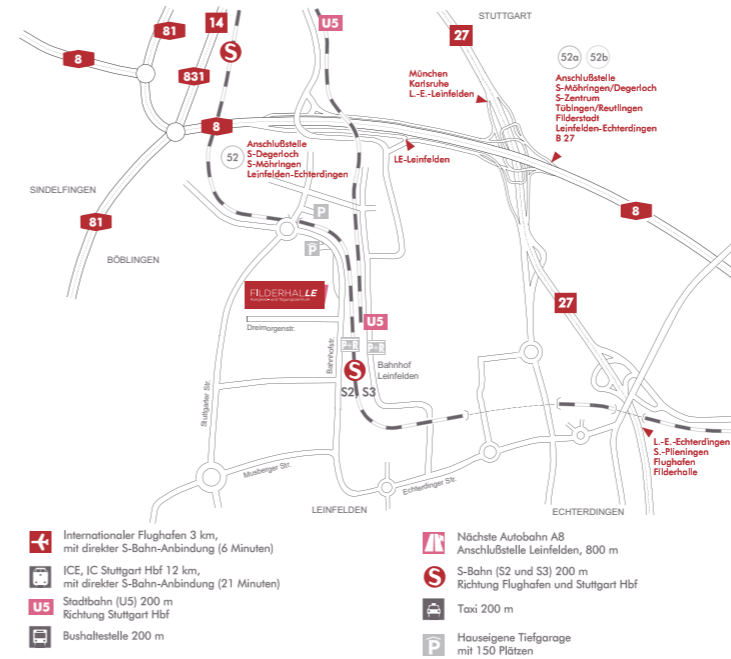 STUTTGART
81
14
U5
27
8
S
831
52a 52b
München
Karlsruhe
L.-E.-Leinfelden
Anschlußstelle
S-Möhringen/Degerloch
S-Zentrum
Tübingen/Reutlingen
Filderstadt
Leinfelden-Echterdingen
B 27
8
52
Anschlußstelle
S-Degerloch
S-Möhringen
Leinfelden-Echterdingen
LE-Leinfelden
SINDELFINGEN
81
8
P
BÖBLINGEN
P
FILDERHALLE
Kongress- und Tagungszentrum
27
U5
Dreimorgenstr.
Bahnhofstr.
P+R P+R
S
Bahnhof
Leinfelden
S2 S3
Stuttgarter Str.
Musberger Str.
Echterdinger Str.
L.-E.-Echterdingen
S.-Plieningen
Flughafen
Filderhalle
LEINFELDEN
ECHTERDINGEN
Internationaler Flughafen 3 km,
mit direkter S-Bahn-Anbindung (6 Minuten)
ICE, IC Stuttgart Hbf 12 km,
mit direkter S-Bahn-Anbindung (21 Minuten)
U5
Stadtbahn (U5) 200 m
Richtung Stuttgart Hbf
Bushaltestelle 200 m
Nächste Autobahn A8
Anschlußstelle Leinfelden, 800 m
S
S-Bahn (S2 und S3) 200 m
Richtung Flughafen und Stuttgart Hbf
Taxi 200 m
P
Hauseigene Tiefgarage
mit 150 Plätzen